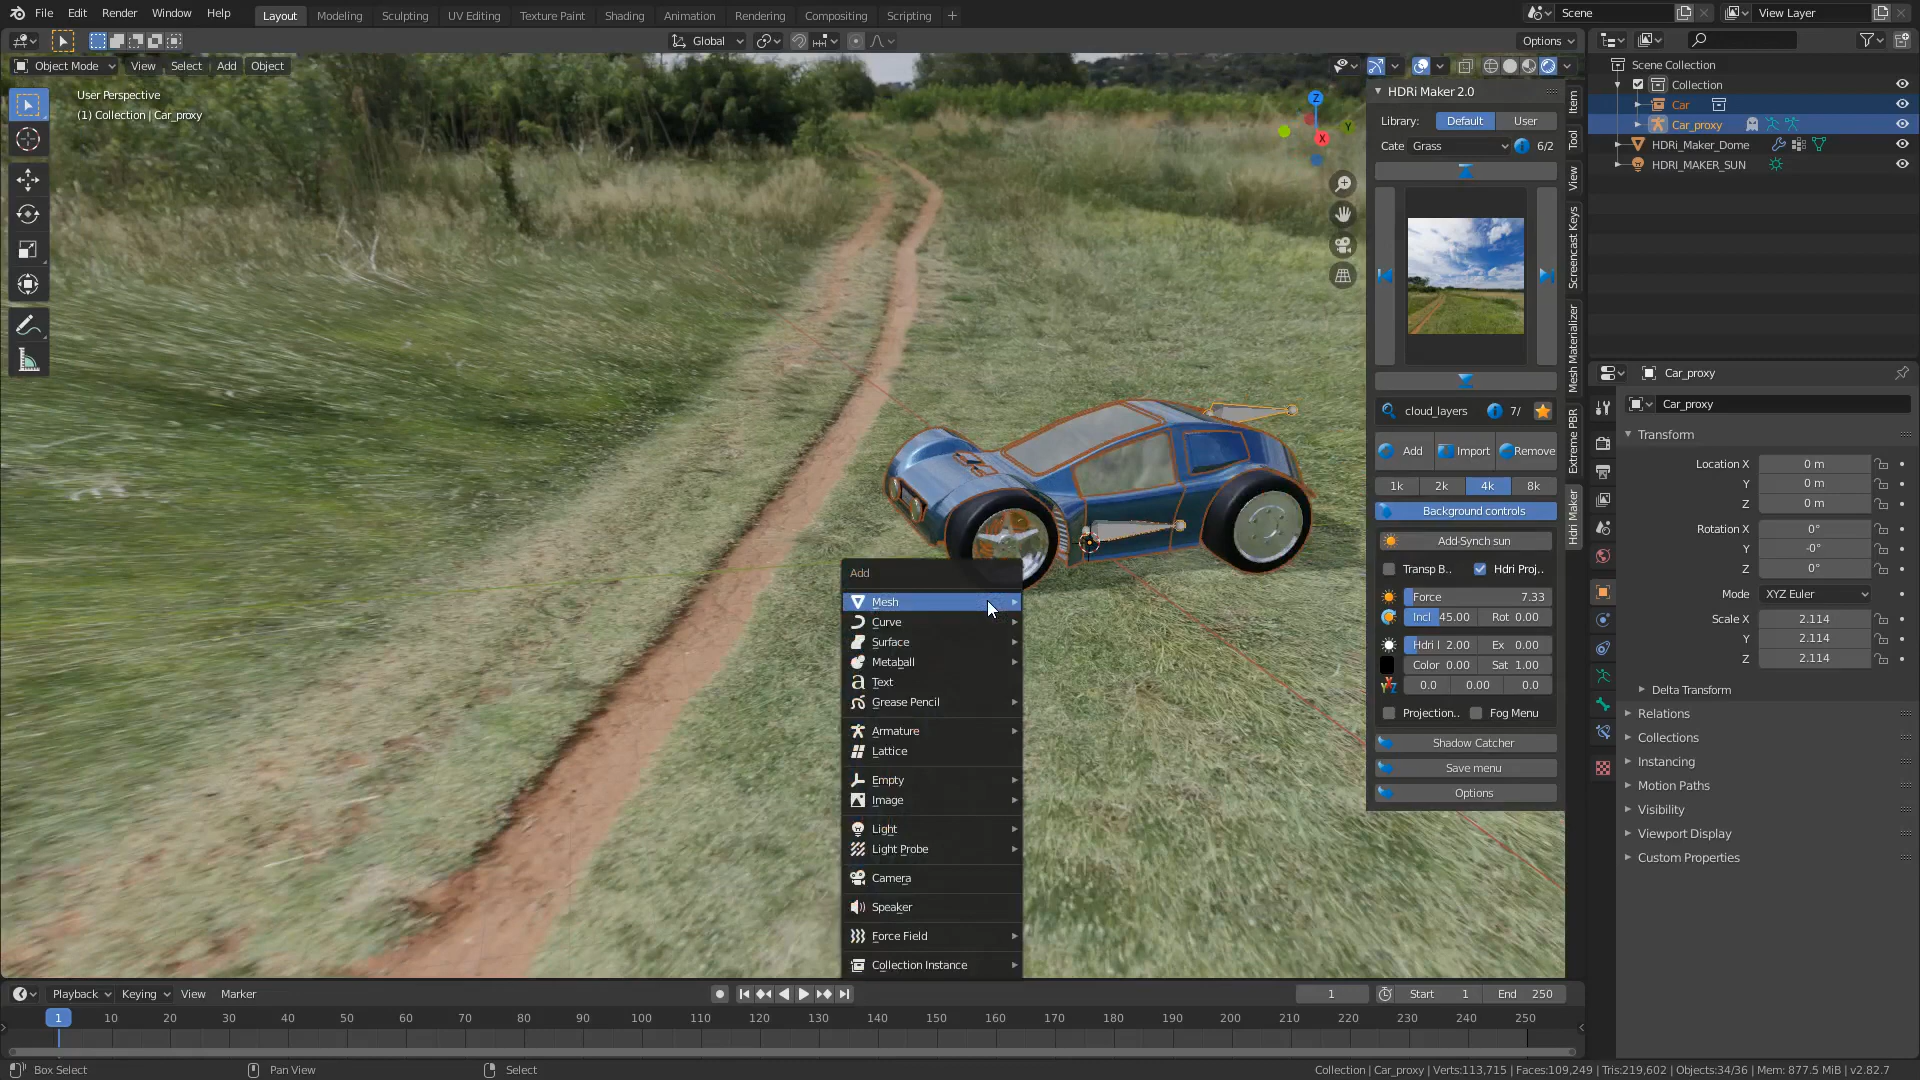 File Edit Render Window Help Layout Modeling Sculpting UV Editing Texture Paint Shading Animation Rendering Compositing Scripting + Scene View Layer
Global Options
Object Mode View Select Add Object
User Perspective
(1) Collection | Car_proxy
Z
Y
X
HDRi Maker 2.0
Library: Default User
Cate Grass 6/2
cloud_layers 7/
Add Import Remove
1k 2k 4k 8k
Background controls
Add-Synch sun
Transp B.. Hdri Proj..
Force 7.33
Incl 45.00 Rot 0.00
Hdri I 2.00 Ex 0.00
Color 0.00 Sat 1.00
0.0 0.00 0.0
Projection.. Fog Menu
Shadow Catcher
Save menu
Options
Item
Tool
View
Screencast Keys
Mesh Materializer
Extreme PBR
Hdri Maker
Scene Collection
Collection
Car
Car_proxy
HDRi_Maker_Dome
HDRI_MAKER_SUN
Car_proxy
Car_proxy
Transform
Location X 0 m
Y 0 m
Z 0 m
Rotation X 0°
Y -0°
Z 0°
Mode XYZ Euler
Scale X 2.114
Y 2.114
Z 2.114
Delta Transform
Relations
Collections
Instancing
Motion Paths
Visibility
Viewport Display
Custom Properties
Add
Mesh
Curve
Surface
Metaball
Text
Grease Pencil
Armature
Lattice
Empty
Image
Light
Light Probe
Camera
Speaker
Force Field
Collection Instance
Playback Keying View Marker 1 Start 1 End 250
1 10 20 30 40 50 60 70 80 90 100 110 120 130 140 150 160 170 180 190 200 210 220 230 240 250
Box Select Pan View Select Collection | Car_proxy | Verts:113,715 | Faces:109,249 | Tris:219,602 | Objects:34/36 | Mem: 877.5 MiB | v2.82.7